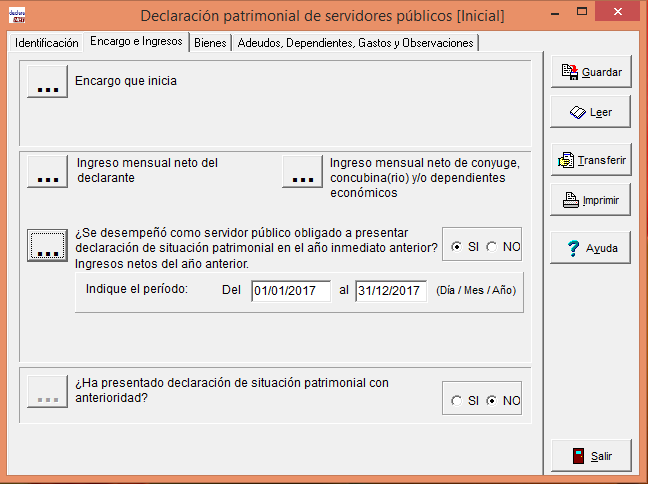 declara
.NET
Declaración patrimonial de servidores públicos [Inicial]
Identificación
Encargo e Ingresos
Bienes
Adeudos, Dependientes, Gastos y Observaciones
...
Encargo que inicia
...
Ingreso mensual neto del
declarante
...
Ingreso mensual neto de conyuge,
concubina(rio) y/o dependientes
económicos
...
¿Se desempeñó como servidor público obligado a presentar
declaración de situación patrimonial en el año inmediato anterior?
Ingresos netos del año anterior.
SI NO
Indique el período: Del 01/01/2017 al 31/12/2017 (Día / Mes / Año)
...
¿Ha presentado declaración de situación patrimonial con
anterioridad?
SI NO
Guardar
Leer
Transferir
Imprimir
Ayuda
Salir